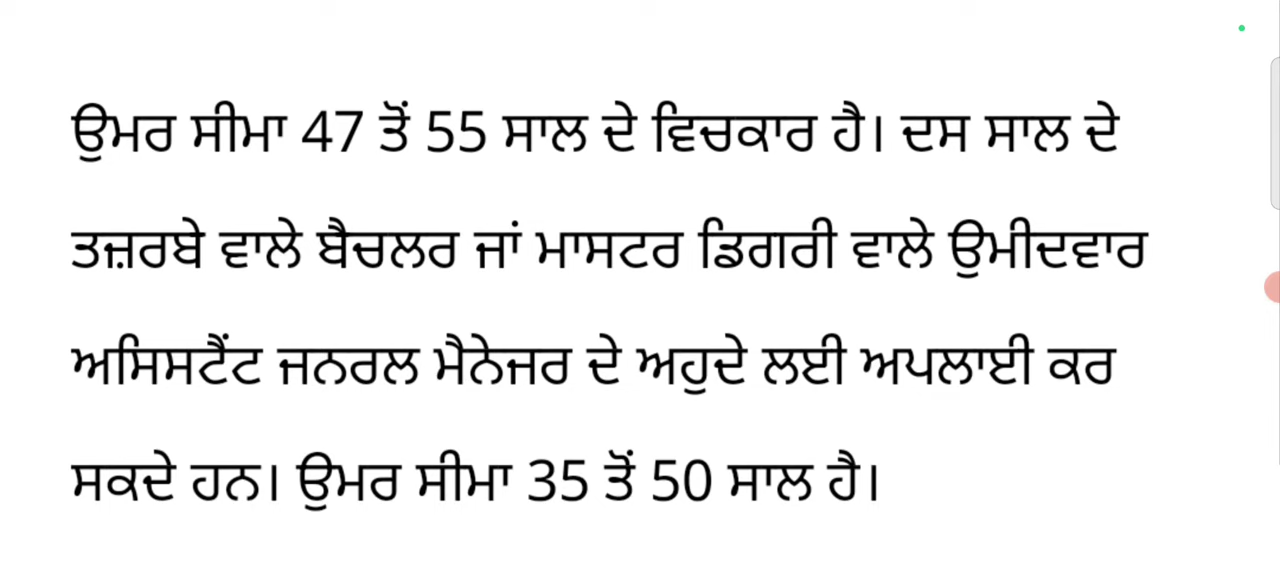 ਉਮਰ ਸੀਮਾ 47 ਤੋਂ 55 ਸਾਲ ਦੇ ਵਿਚਕਾਰ ਹੈ। ਦਸ ਸਾਲ ਦੇ
ਤਜ਼ਰਬੇ ਵਾਲੇ ਬੈਚਲਰ ਜਾਂ ਮਾਸਟਰ ਡਿਗਰੀ ਵਾਲੇ ਉਮੀਦਵਾਰ
ਅਸਿਸਟੈਂਟ ਜਨਰਲ ਮੈਨੇਜਰ ਦੇ ਅਹੁਦੇ ਲਈ ਅਪਲਾਈ ਕਰ
ਸਕਦੇ ਹਨ। ਉਮਰ ਸੀਮਾ 35 ਤੋਂ 50 ਸਾਲ ਹੈ।